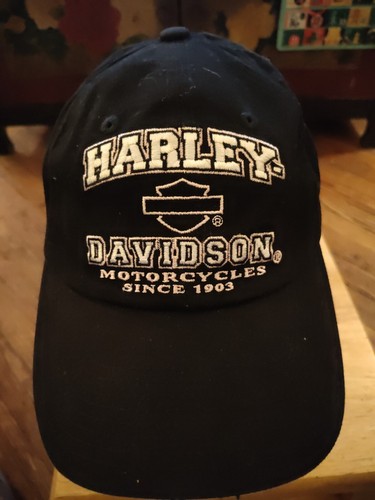 HARLEY-
®
DAVIDSON®
MOTORCYCLES
SINCE 1903